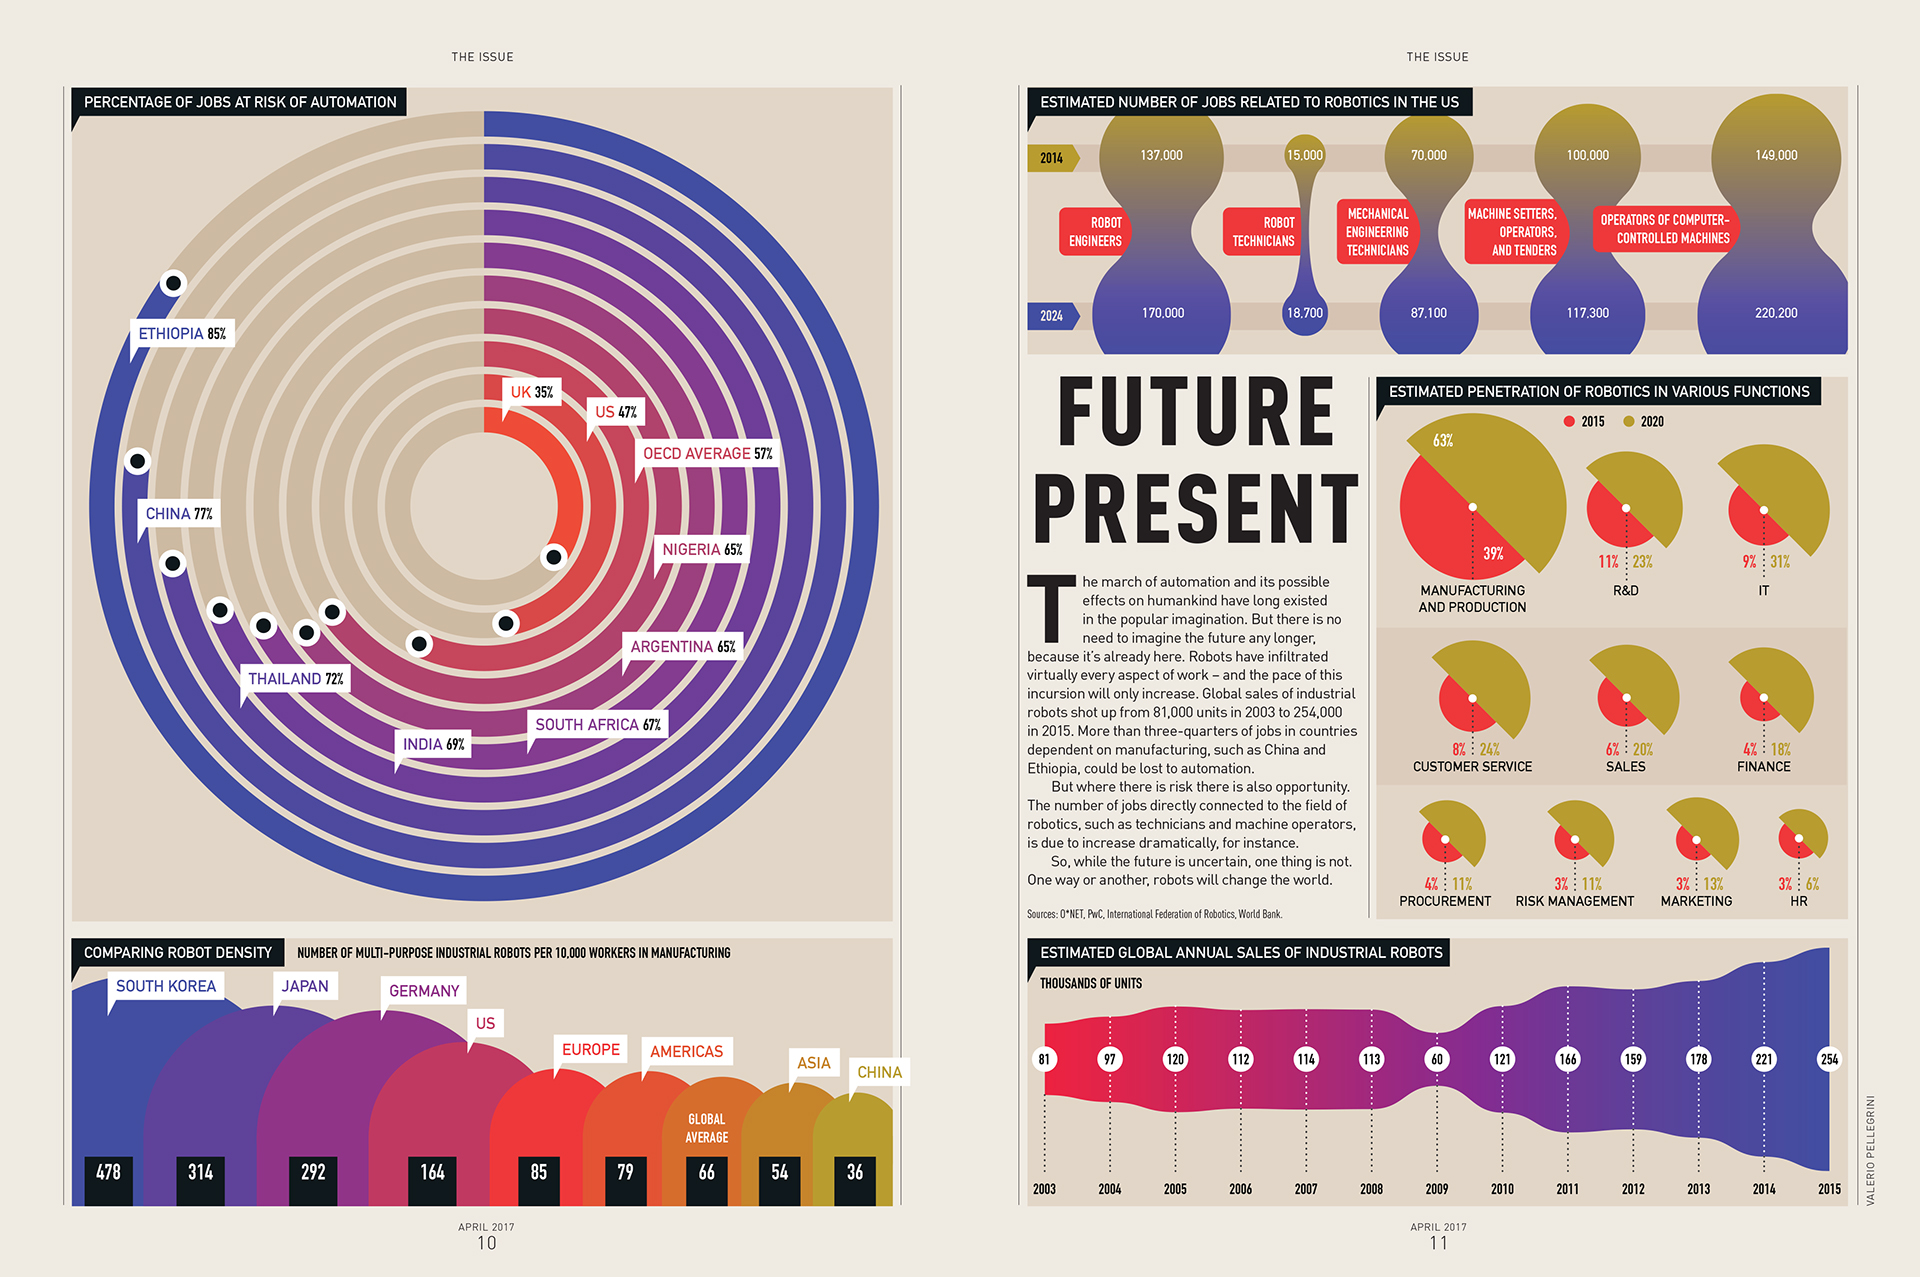 THE ISSUE
PERCENTAGE OF JOBS AT RISK OF AUTOMATION
ETHIOPIA 85%
CHINA 77%
THAILAND 72%
INDIA 69%
SOUTH AFRICA 67%
ARGENTINA 65%
NIGERIA 65%
OECD AVERAGE 57%
US 47%
UK 35%
COMPARING ROBOT DENSITY
NUMBER OF MULTI-PURPOSE INDUSTRIAL ROBOTS PER 10,000 WORKERS IN MANUFACTURING
SOUTH KOREA
JAPAN
GERMANY
US
EUROPE
AMERICAS
GLOBAL
AVERAGE
ASIA
CHINA
478
314
292
164
85
79
66
54
36
APRIL 2017
10
THE ISSUE
ESTIMATED NUMBER OF JOBS RELATED TO ROBOTICS IN THE US
2014
137,000
15,000
70,000
100,000
149,000
ROBOT
ENGINEERS
ROBOT
TECHNICIANS
MECHANICAL
ENGINEERING
TECHNICIANS
MACHINE SETTERS,
OPERATORS,
AND TENDERS
OPERATORS OF COMPUTER-
CONTROLLED MACHINES
2024
170,000
18,700
87,100
117,300
220,200
FUTURE
PRESENT
The march of automation and its possible
effects on humankind have long existed
in the popular imagination. But there is no
need to imagine the future any longer,
because it's already here. Robots have infiltrated
virtually every aspect of work – and the pace of this
incursion will only increase. Global sales of industrial
robots shot up from 81,000 units in 2003 to 254,000
in 2015. More than three-quarters of jobs in countries
dependent on manufacturing, such as China and
Ethiopia, could be lost to automation.
But where there is risk there is also opportunity.
The number of jobs directly connected to the field of
robotics, such as technicians and machine operators,
is due to increase dramatically, for instance.
So, while the future is uncertain, one thing is not.
One way or another, robots will change the world.
Sources: O*NET, PwC, International Federation of Robotics, World Bank.
ESTIMATED PENETRATION OF ROBOTICS IN VARIOUS FUNCTIONS
2015
2020
63%
39%
MANUFACTURING
AND PRODUCTION
11% 23%
R&D
9% 31%
IT
8% 24%
CUSTOMER SERVICE
6% 20%
SALES
4% 18%
FINANCE
4% 11%
PROCUREMENT
3% 11%
RISK MANAGEMENT
3% 13%
MARKETING
3% 6%
HR
ESTIMATED GLOBAL ANNUAL SALES OF INDUSTRIAL ROBOTS
THOUSANDS OF UNITS
81
97
120
112
114
113
60
121
166
159
178
221
254
2003
2004
2005
2006
2007
2008
2009
2010
2011
2012
2013
2014
2015
VALERIO PELLEGRINI
APRIL 2017
11